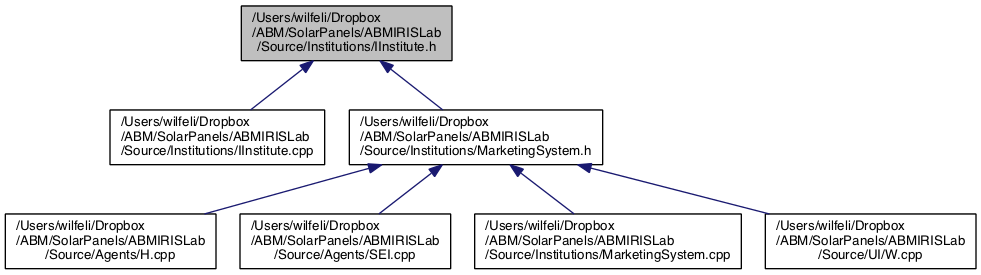 /Users/wilfeli/Dropbox
/ABM/SolarPanels/ABMIRISLab
/Source/Institutions/IInstitute.h
/Users/wilfeli/Dropbox
/ABM/SolarPanels/ABMIRISLab
/Source/Institutions/IInstitute.cpp
/Users/wilfeli/Dropbox
/ABM/SolarPanels/ABMIRISLab
/Source/Institutions/MarketingSystem.h
/Users/wilfeli/Dropbox
/ABM/SolarPanels/ABMIRISLab
/Source/Agents/H.cpp
/Users/wilfeli/Dropbox
/ABM/SolarPanels/ABMIRISLab
/Source/Agents/SEI.cpp
/Users/wilfeli/Dropbox
/ABM/SolarPanels/ABMIRISLab
/Source/Institutions/MarketingSystem.cpp
/Users/wilfeli/Dropbox
/ABM/SolarPanels/ABMIRISLab
/Source/UI/W.cpp